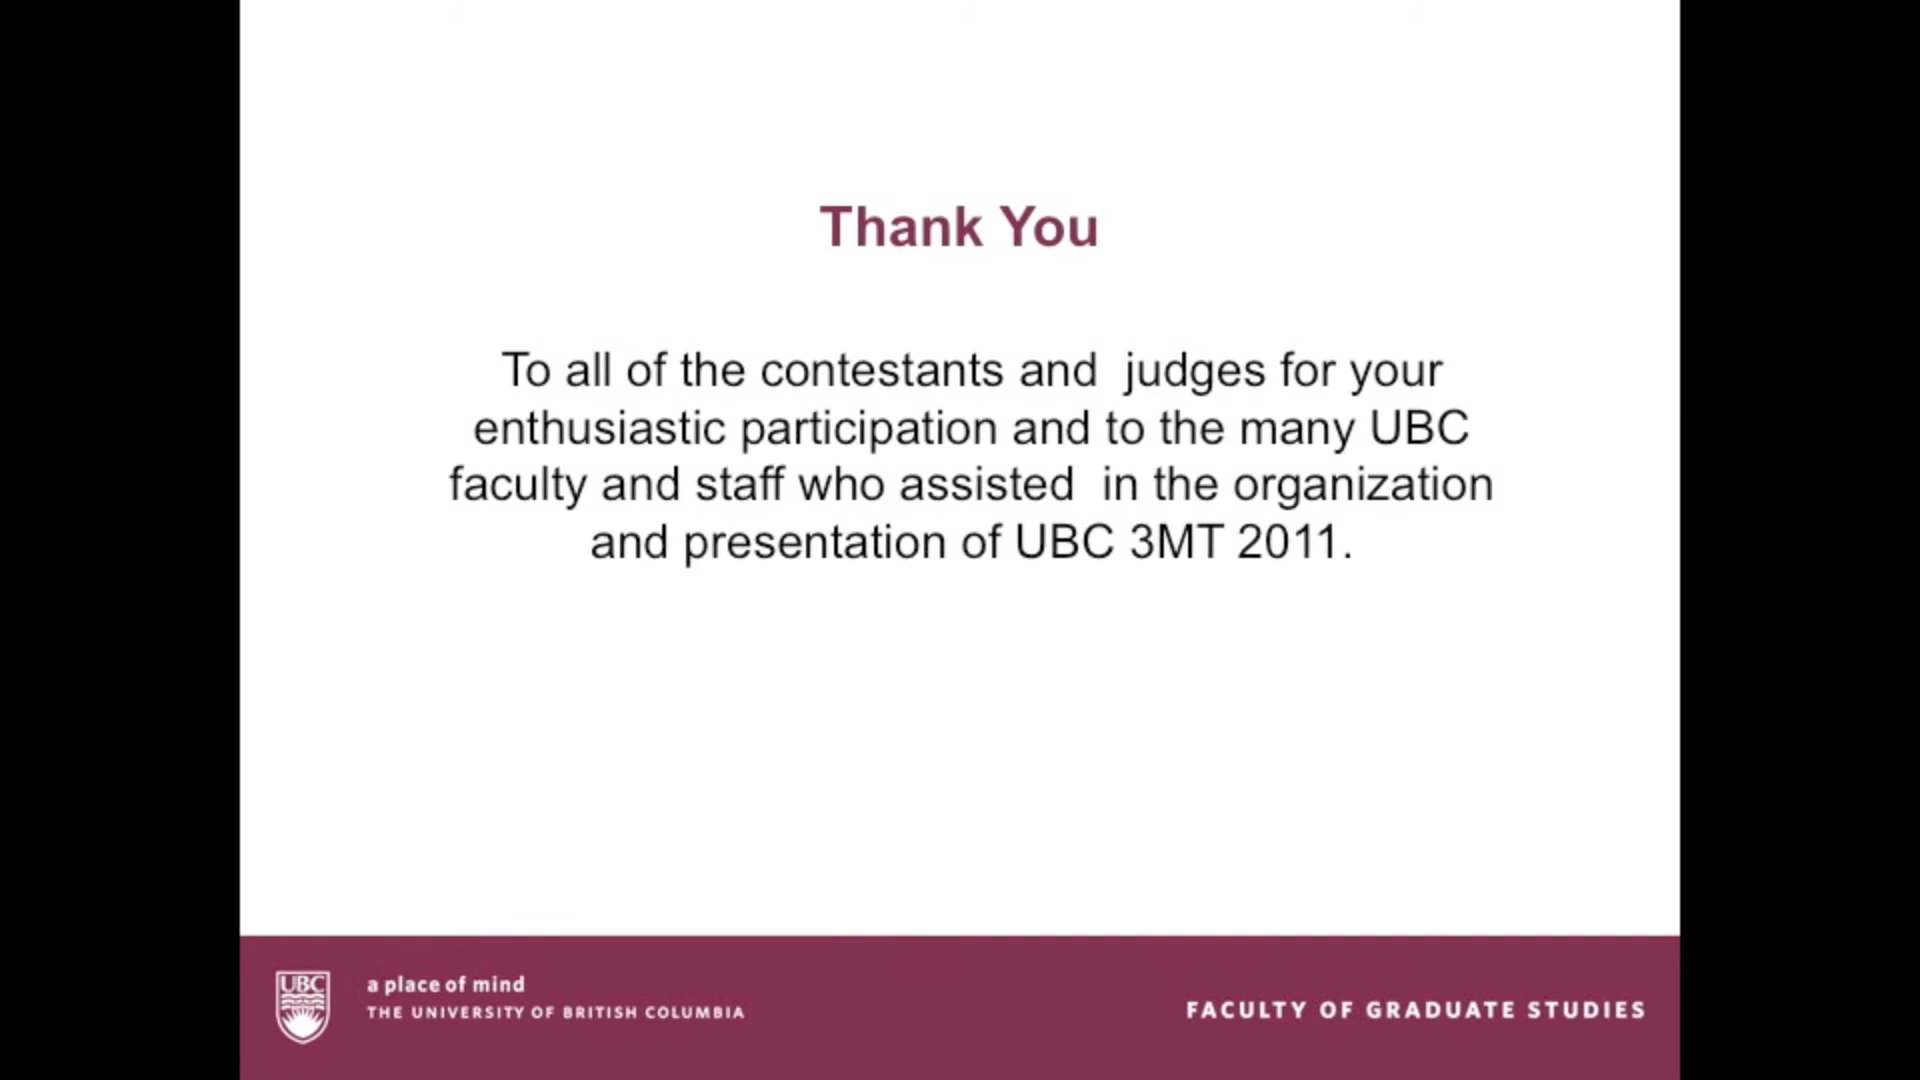 Thank You
To all of the contestants and  judges for your
enthusiastic participation and to the many UBC
faculty and staff who assisted  in the organization
and presentation of UBC 3MT 2011.
UBC
a place of mind
THE UNIVERSITY OF BRITISH COLUMBIA
FACULTY OF GRADUATE STUDIES